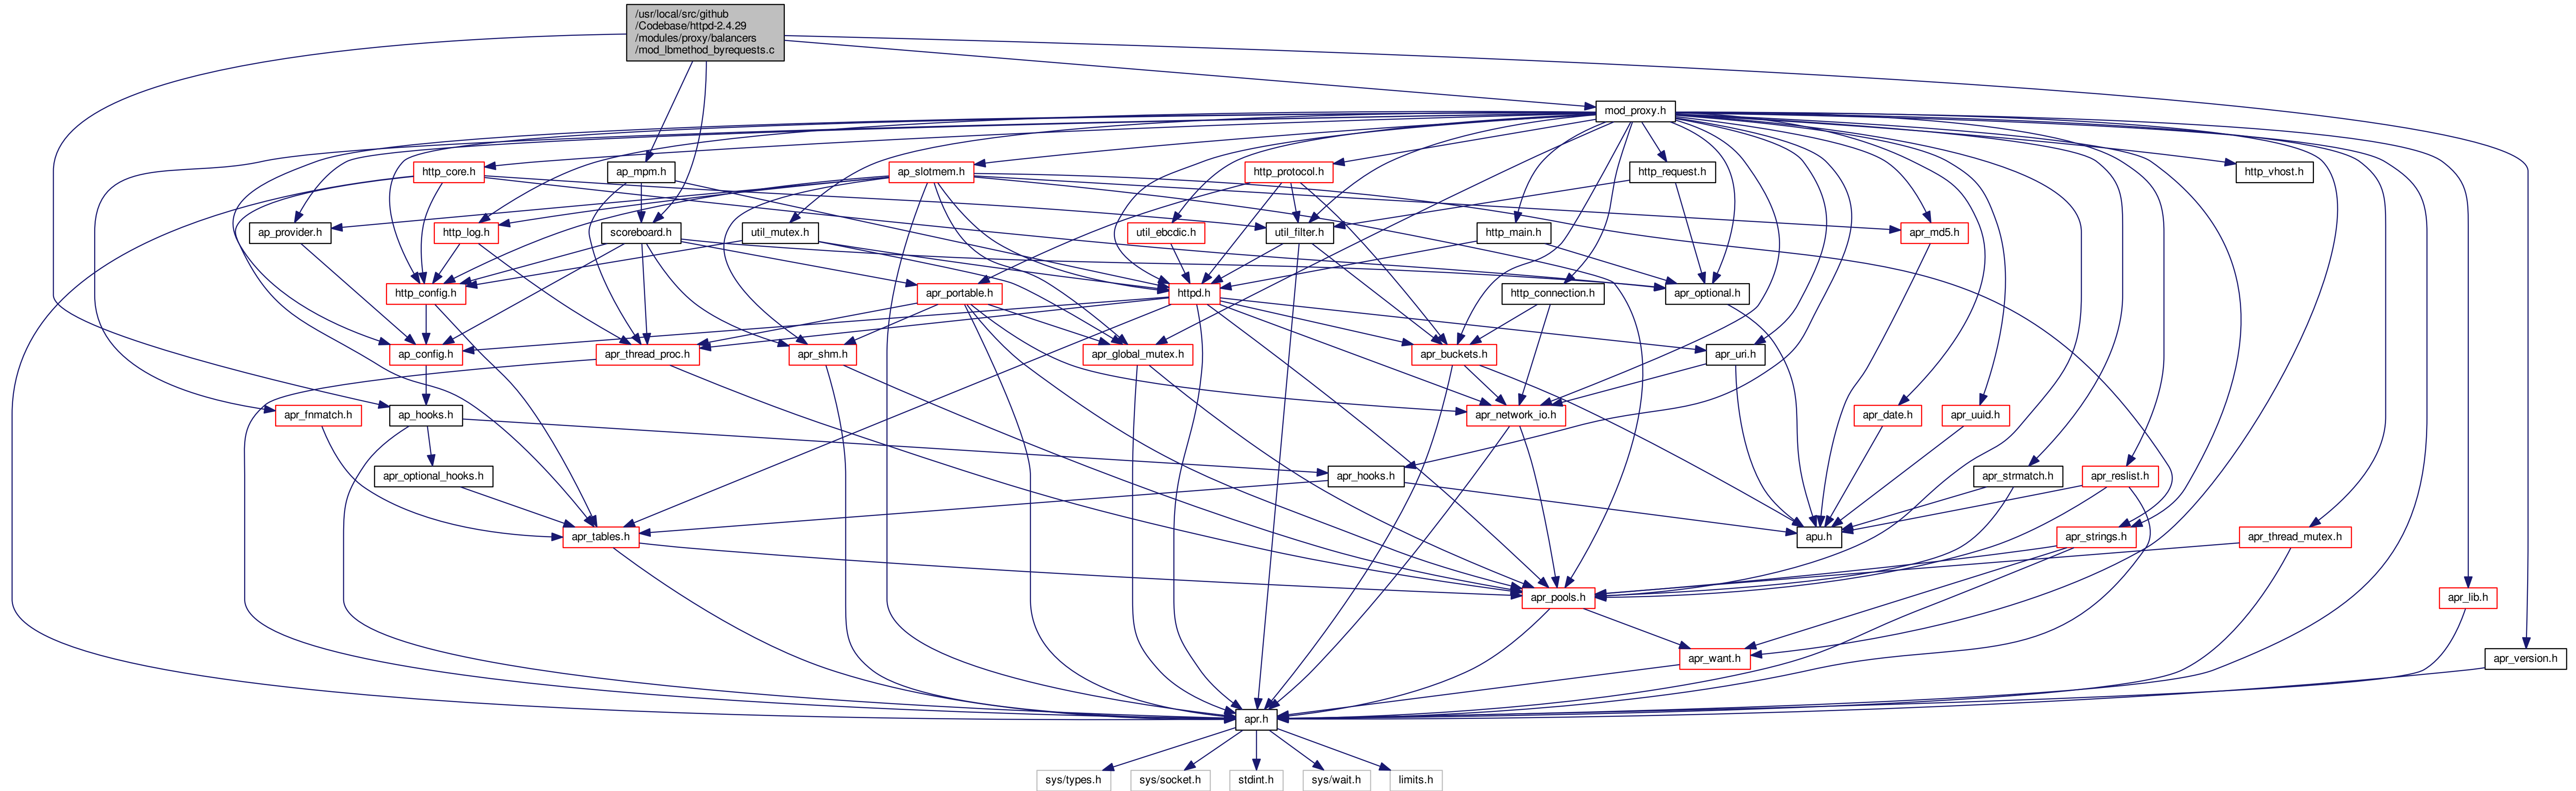 /usr/local/src/github
/Codebase/httpd-2.4.29
/modules/proxy/balancers
/mod_lbmethod_byrequests.c
mod_proxy.h
http_core.h
ap_mpm.h
ap_slotmem.h
http_protocol.h
http_request.h
http_vhost.h
ap_provider.h
http_log.h
scoreboard.h
util_mutex.h
util_ebcdic.h
util_filter.h
http_main.h
apr_md5.h
http_config.h
apr_portable.h
httpd.h
http_connection.h
apr_optional.h
ap_config.h
apr_thread_proc.h
apr_shm.h
apr_global_mutex.h
apr_buckets.h
apr_uri.h
apr_fnmatch.h
ap_hooks.h
apr_network_io.h
apr_date.h
apr_uuid.h
apr_optional_hooks.h
apr_hooks.h
apr_strmatch.h
apr_reslist.h
apr_tables.h
apu.h
apr_strings.h
apr_thread_mutex.h
apr_pools.h
apr_lib.h
apr_want.h
apr_version.h
apr.h
sys/types.h
sys/socket.h
stdint.h
sys/wait.h
limits.h